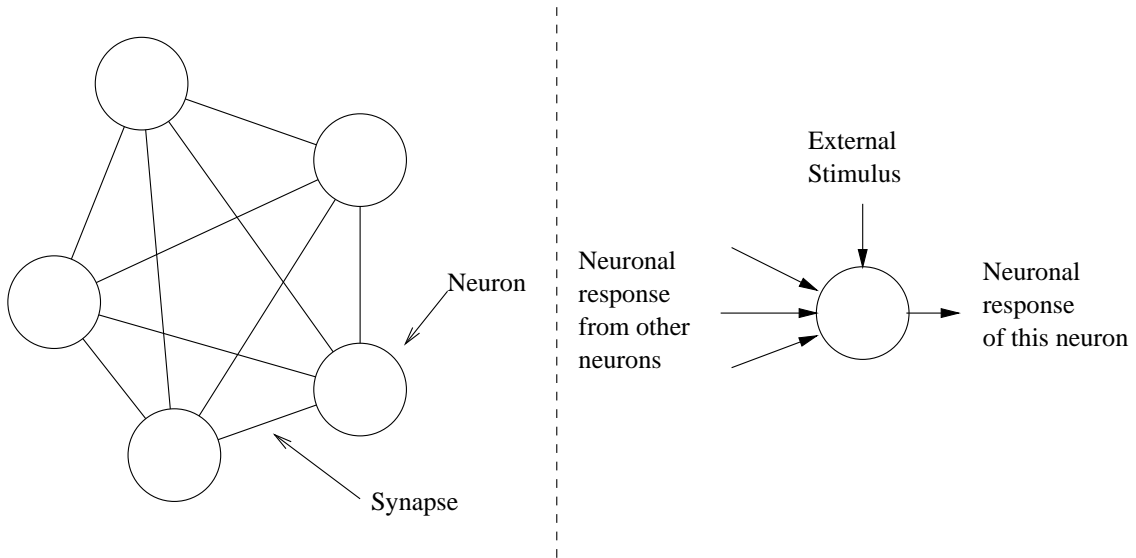 Neuron
Synapse
External
Stimulus
Neuronal
response
from other
neurons
Neuronal
response
of this neuron